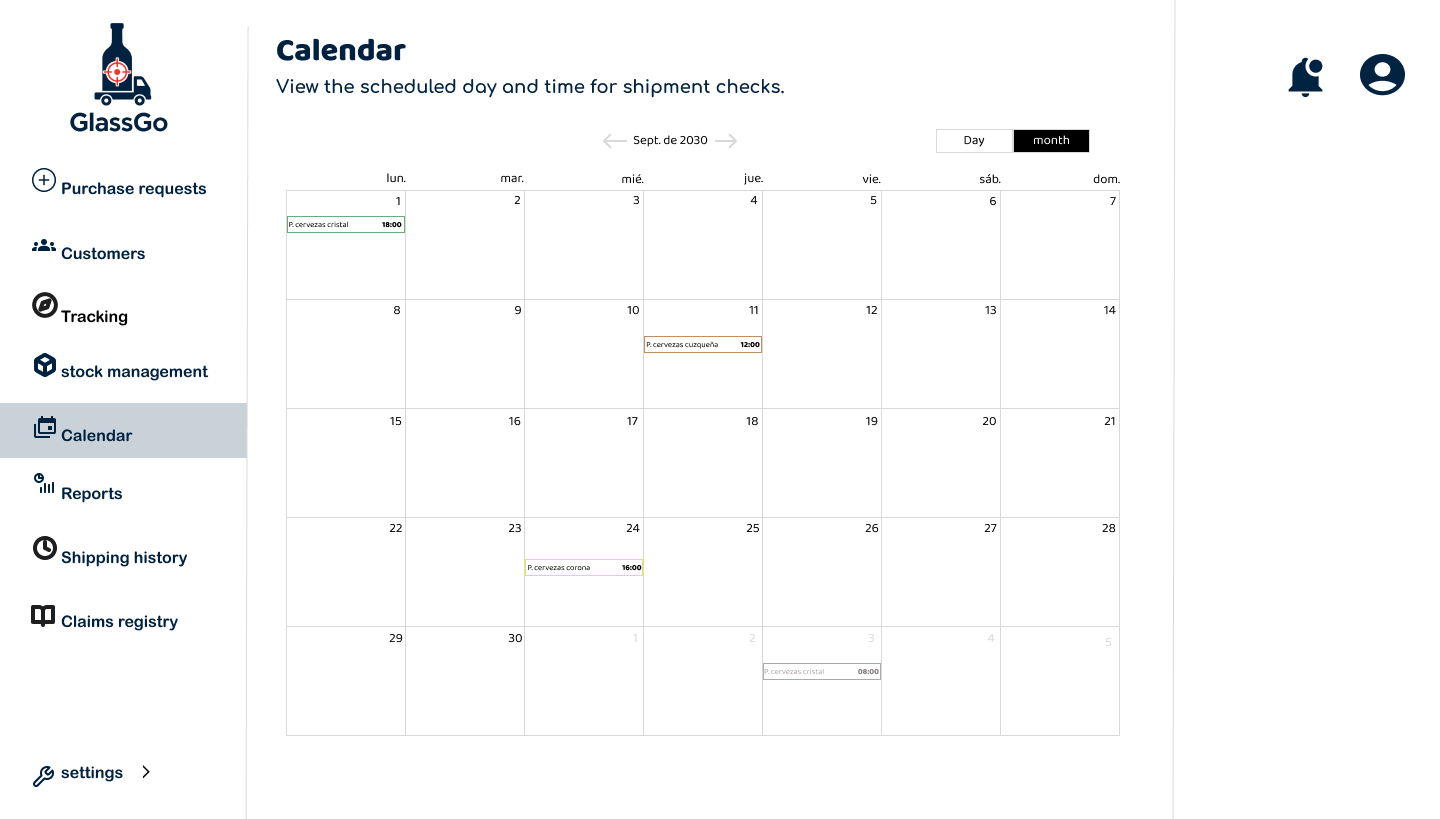 GlassGo
Purchase requests
Customers
Tracking
stock management
Calendar
Reports
Shipping history
Claims registry
settings
Calendar
View the scheduled day and time for shipment checks.
Sept. de 2030
Day month
lun. mar. mié. jue. vie. sáb. dom.
1 2 3 4 5 6 7
P. cervezas cristal 18:00
8 9 10 11 12 13 14
P. cervezas cuzqueña 12:00
15 16 17 18 19 20 21
22 23 24 25 26 27 28
P. cervezas corona 16:00
29 30 1 2 3 4 5
P. cervezas cristal 08:00